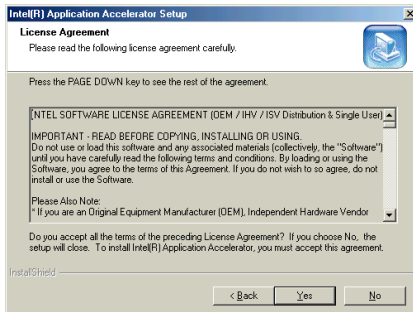 Intel(R) Application Accelerator Setup
License Agreement
Please read the following license agreement carefully.
Press the PAGE DOWN key to see the rest of the agreement.
INTEL SOFTWARE LICENSE AGREEMENT (OEM / IHV / ISV Distribution & Single User)
IMPORTANT - READ BEFORE COPYING, INSTALLING OR USING.
Do not use or load this software and any associated materials (collectively, the "Software")
until you have carefully read the following terms and conditions. By loading or using the
Software, you agree to the terms of this Agreement. If you do not wish to so agree, do not
install or use the Software.
Please Also Note:
* If you are an Original Equipment Manufacturer (OEM), Independent Hardware Vendor
Do you accept all the terms of the preceding License Agreement? If you choose No, the
setup will close. To install Intel(R) Application Accelerator, you must accept this agreement.
InstallShield
< Back
Yes
No